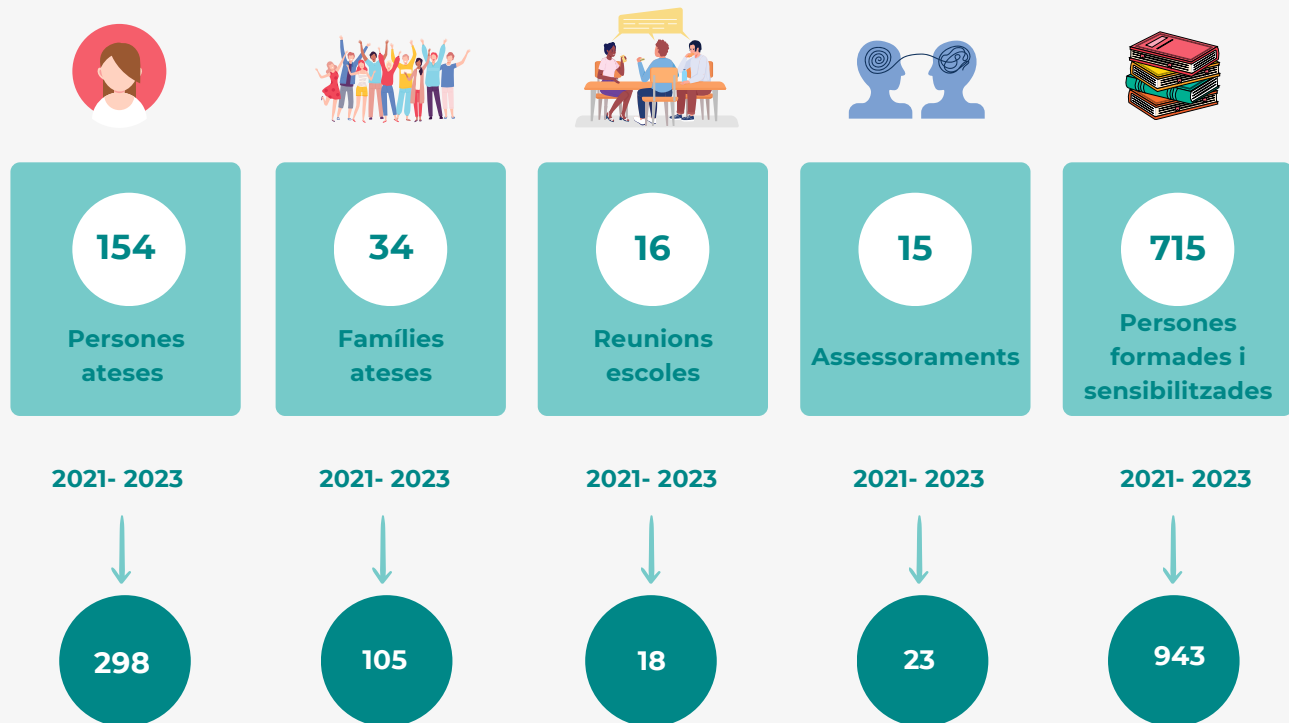 154
Persones
ateses
34
Famílies
ateses
16
Reunions
escoles
15
Assessoraments
715
Persones
formades i
sensibilitzades
2021- 2023
2021- 2023
2021- 2023
2021- 2023
2021- 2023
298
105
18
23
943